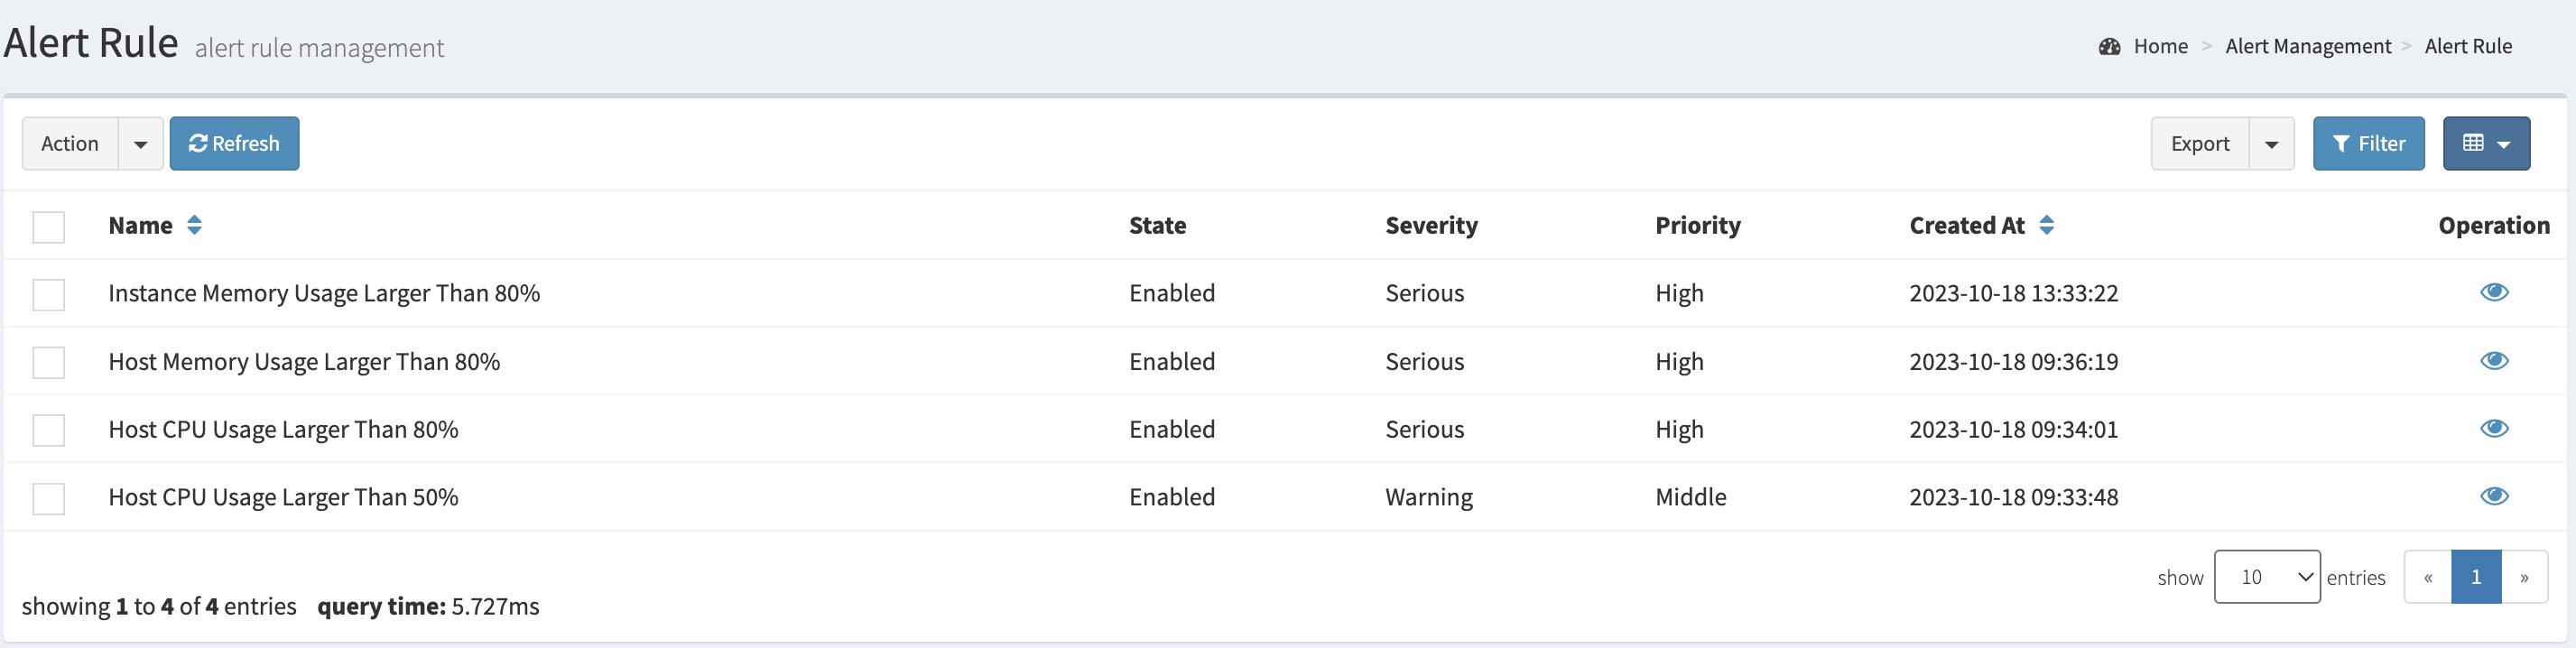 Alert Rule alert rule management
Home > Alert Management > Alert Rule
Action Refresh Export Filter
Name State Severity Priority Created At Operation
Instance Memory Usage Larger Than 80% Enabled Serious High 2023-10-18 13:33:22
Host Memory Usage Larger Than 80% Enabled Serious High 2023-10-18 09:36:19
Host CPU Usage Larger Than 80% Enabled Serious High 2023-10-18 09:34:01
Host CPU Usage Larger Than 50% Enabled Warning Middle 2023-10-18 09:33:48
show 10 entries « 1 »
showing 1 to 4 of 4 entries query time: 5.727ms